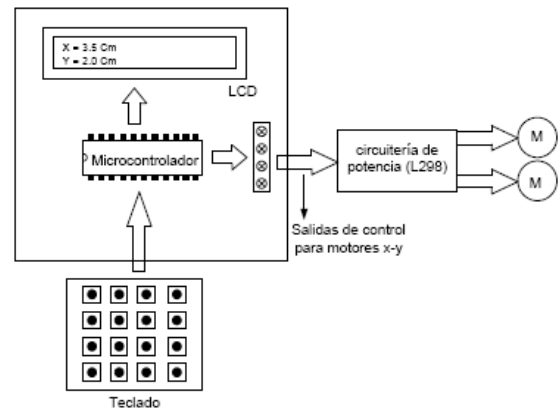 X = 3.5 Cm
Y = 2.0 Cm
LCD
Microcontrolador
circuitería de
potencia (L298)
M
M
Salidas de control
para motores x-y
Teclado